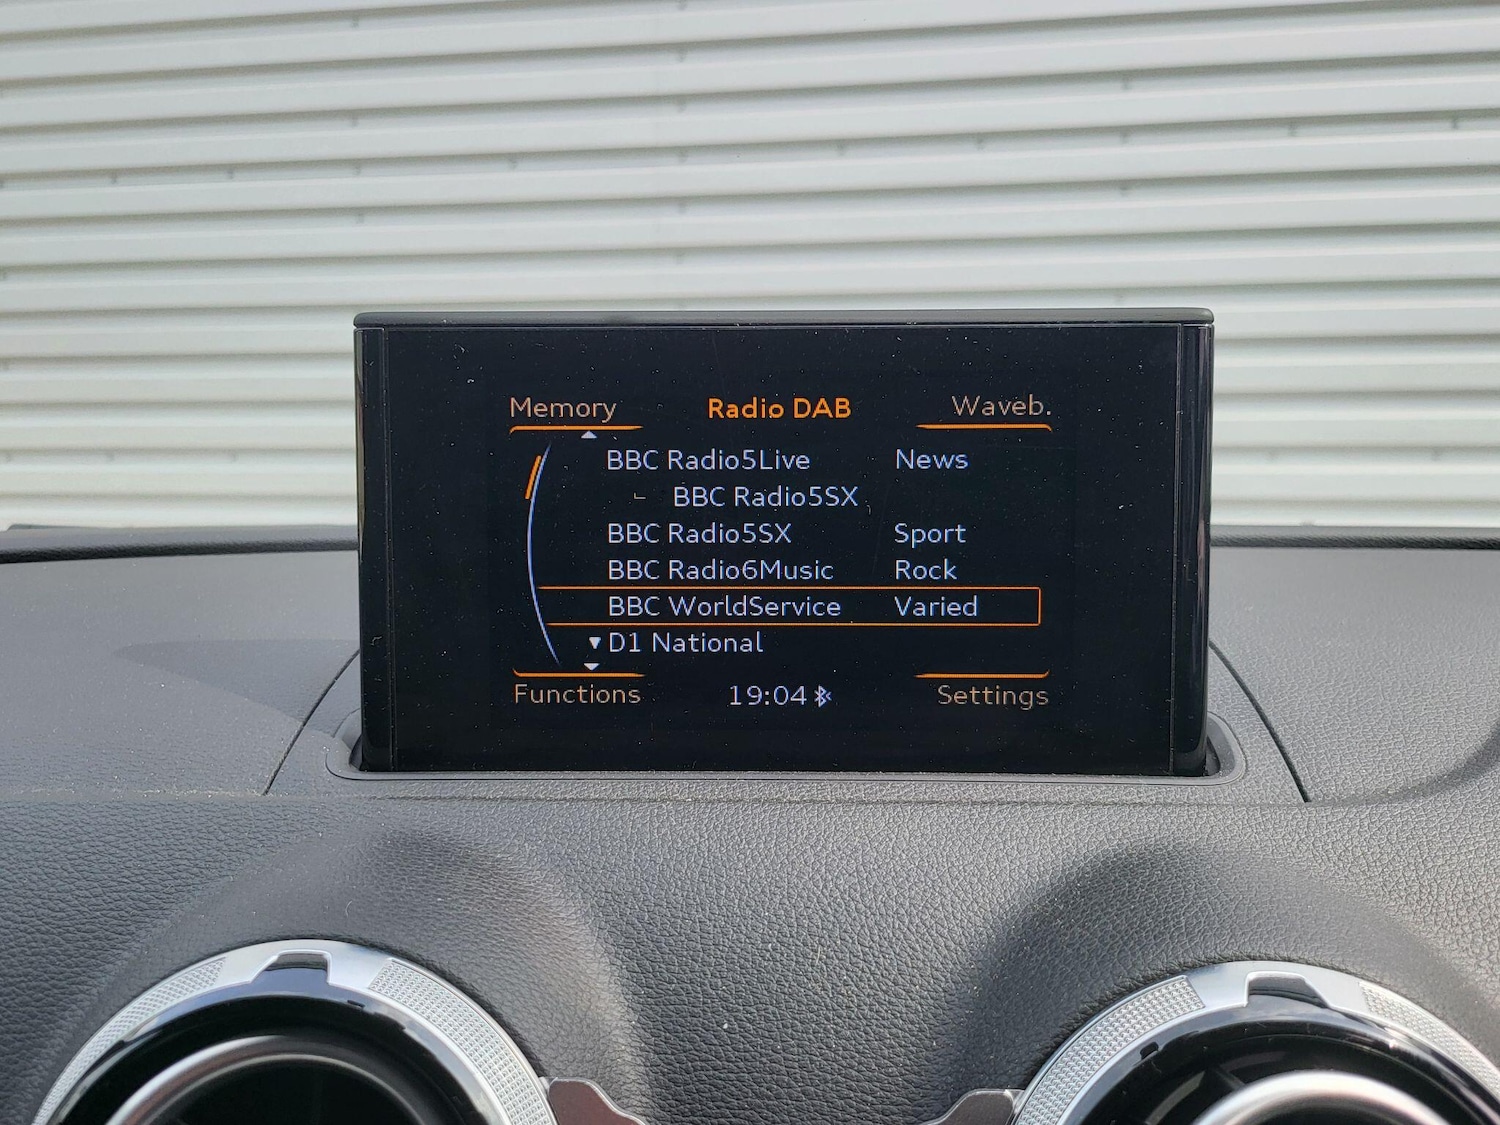 Memory Radio DAB Waveb.
BBC Radio5Live News
BBC Radio5SX
BBC Radio5SX Sport
BBC Radio6Music Rock
BBC WorldService Varied
D1 National
Functions 19:04 Settings